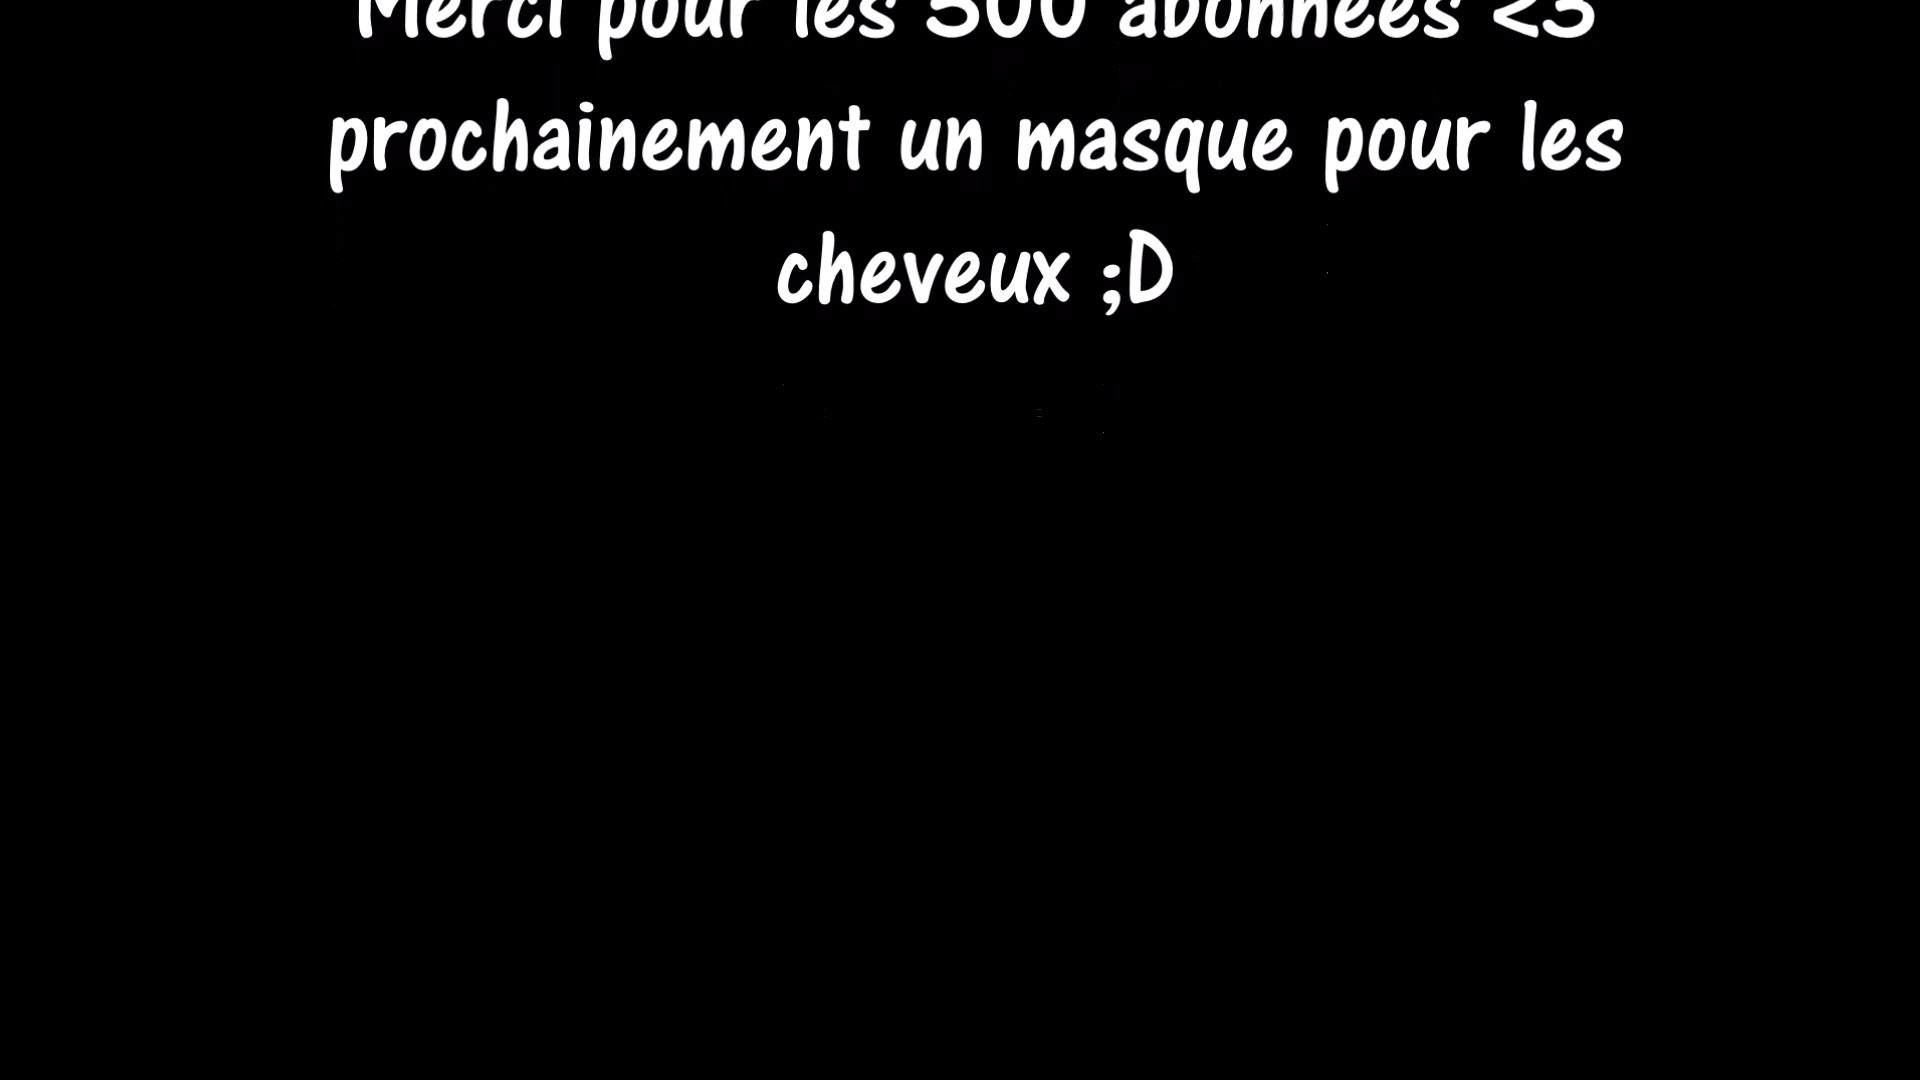 Merci pour les 500 abonnées <3
prochainement un masque pour les
cheveux ;D